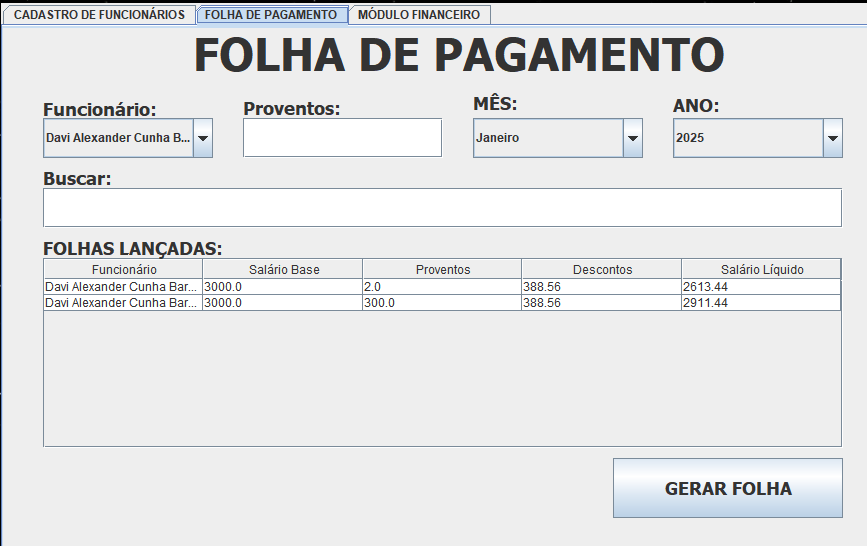 CADASTRO DE FUNCIONÁRIOS FOLHA DE PAGAMENTO MÓDULO FINANCEIRO
FOLHA DE PAGAMENTO
Funcionário: Proventos: MÊS: ANO:
Davi Alexander Cunha B... Janeiro 2025
Buscar:
FOLHAS LANÇADAS:
Funcionário Salário Base Proventos Descontos Salário Líquido
Davi Alexander Cunha Bar... 3000.0 2.0 388.56 2613.44
Davi Alexander Cunha Bar... 3000.0 300.0 388.56 2911.44
GERAR FOLHA